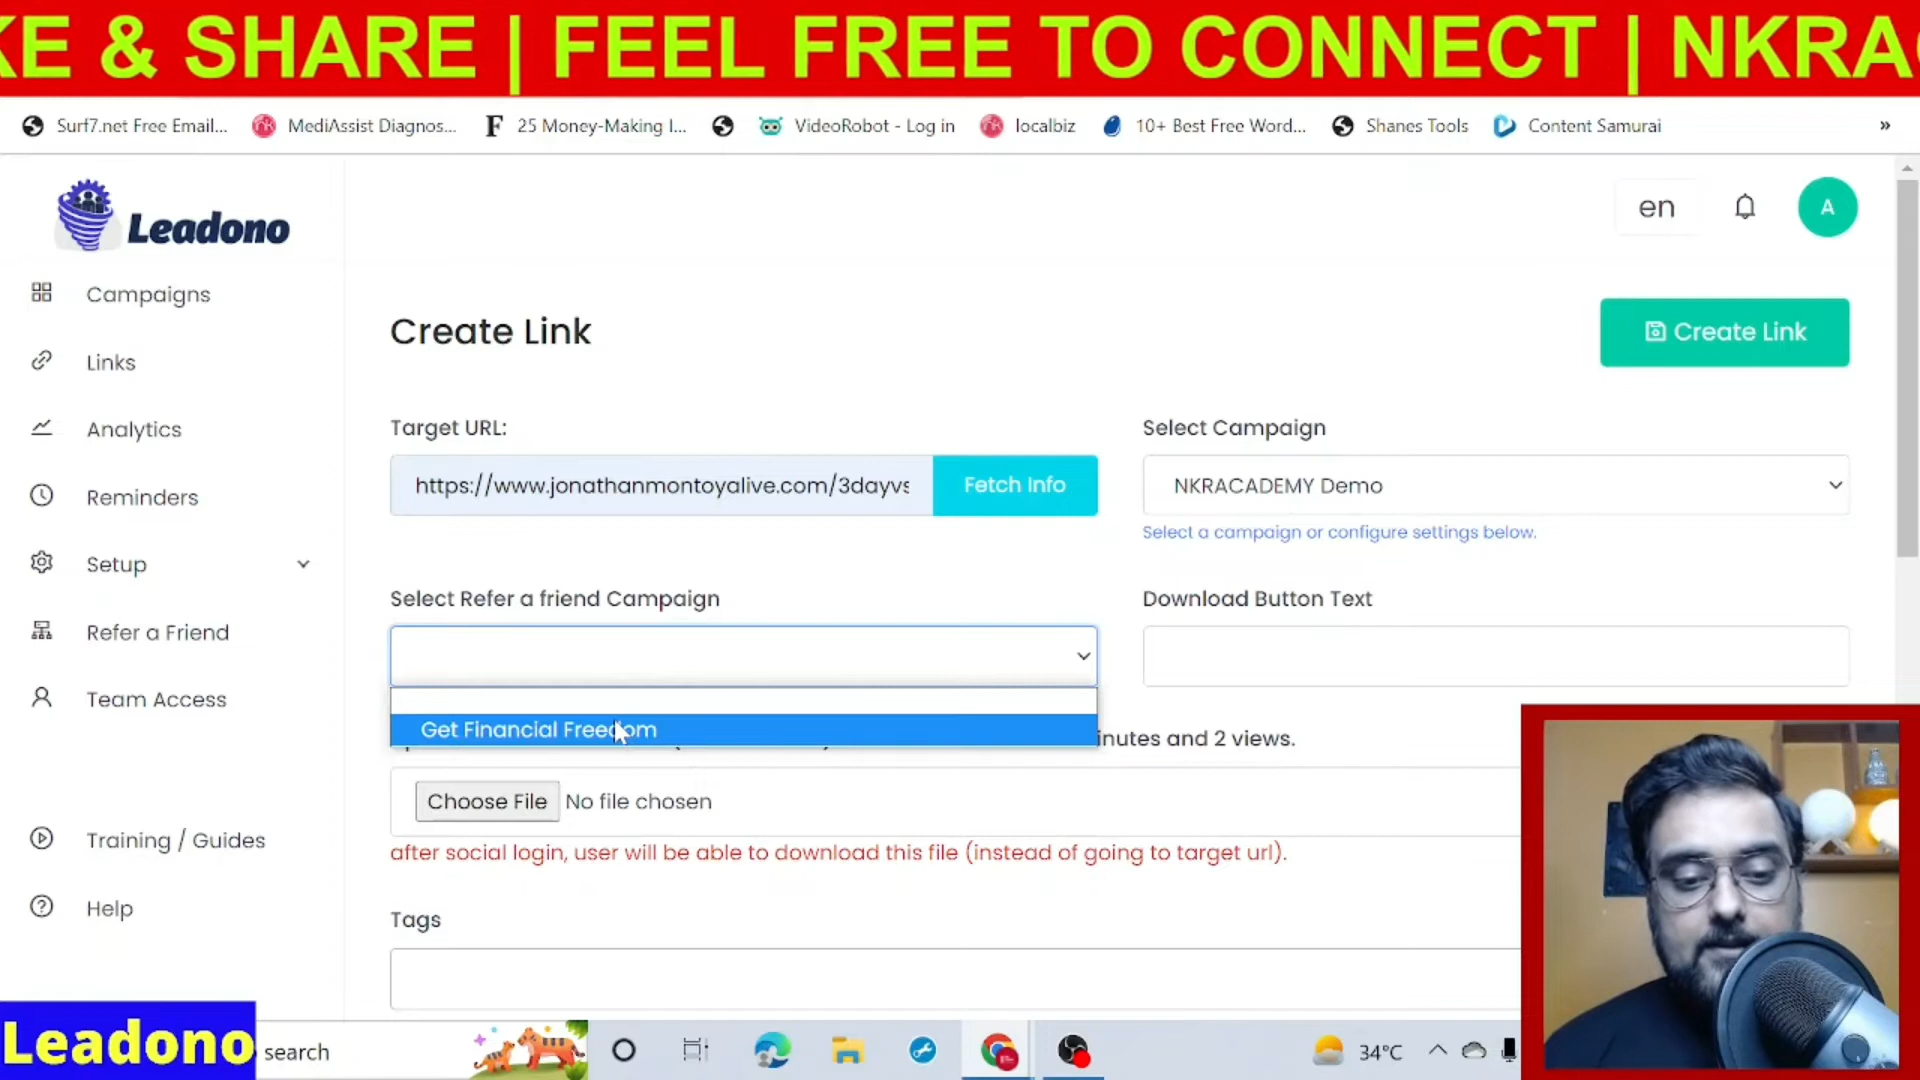 KE & SHARE | FEEL FREE TO CONNECT | NKRA
Surf7.net Free Email... MediAssist Diagnos... 25 Money-Making I... VideoRobot - Log in localbiz 10+ Best Free Word... Shanes Tools Content Samurai »
Leadono
en A
Campaigns
Links
Analytics
Reminders
Setup
Refer a Friend
Team Access
Training / Guides
Help
Create Link
Create Link
Target URL:
https://www.jonathanmontoyalive.com/3dayvs
Fetch Info
Select Campaign
NKRACADEMY Demo
Select a campaign or configure settings below.
Select Refer a friend Campaign
Download Button Text
Get Financial Freedom
inutes and 2 views.
Choose File No file chosen
after social login, user will be able to download this file (instead of going to target url).
Tags
Leadono
search
34°C